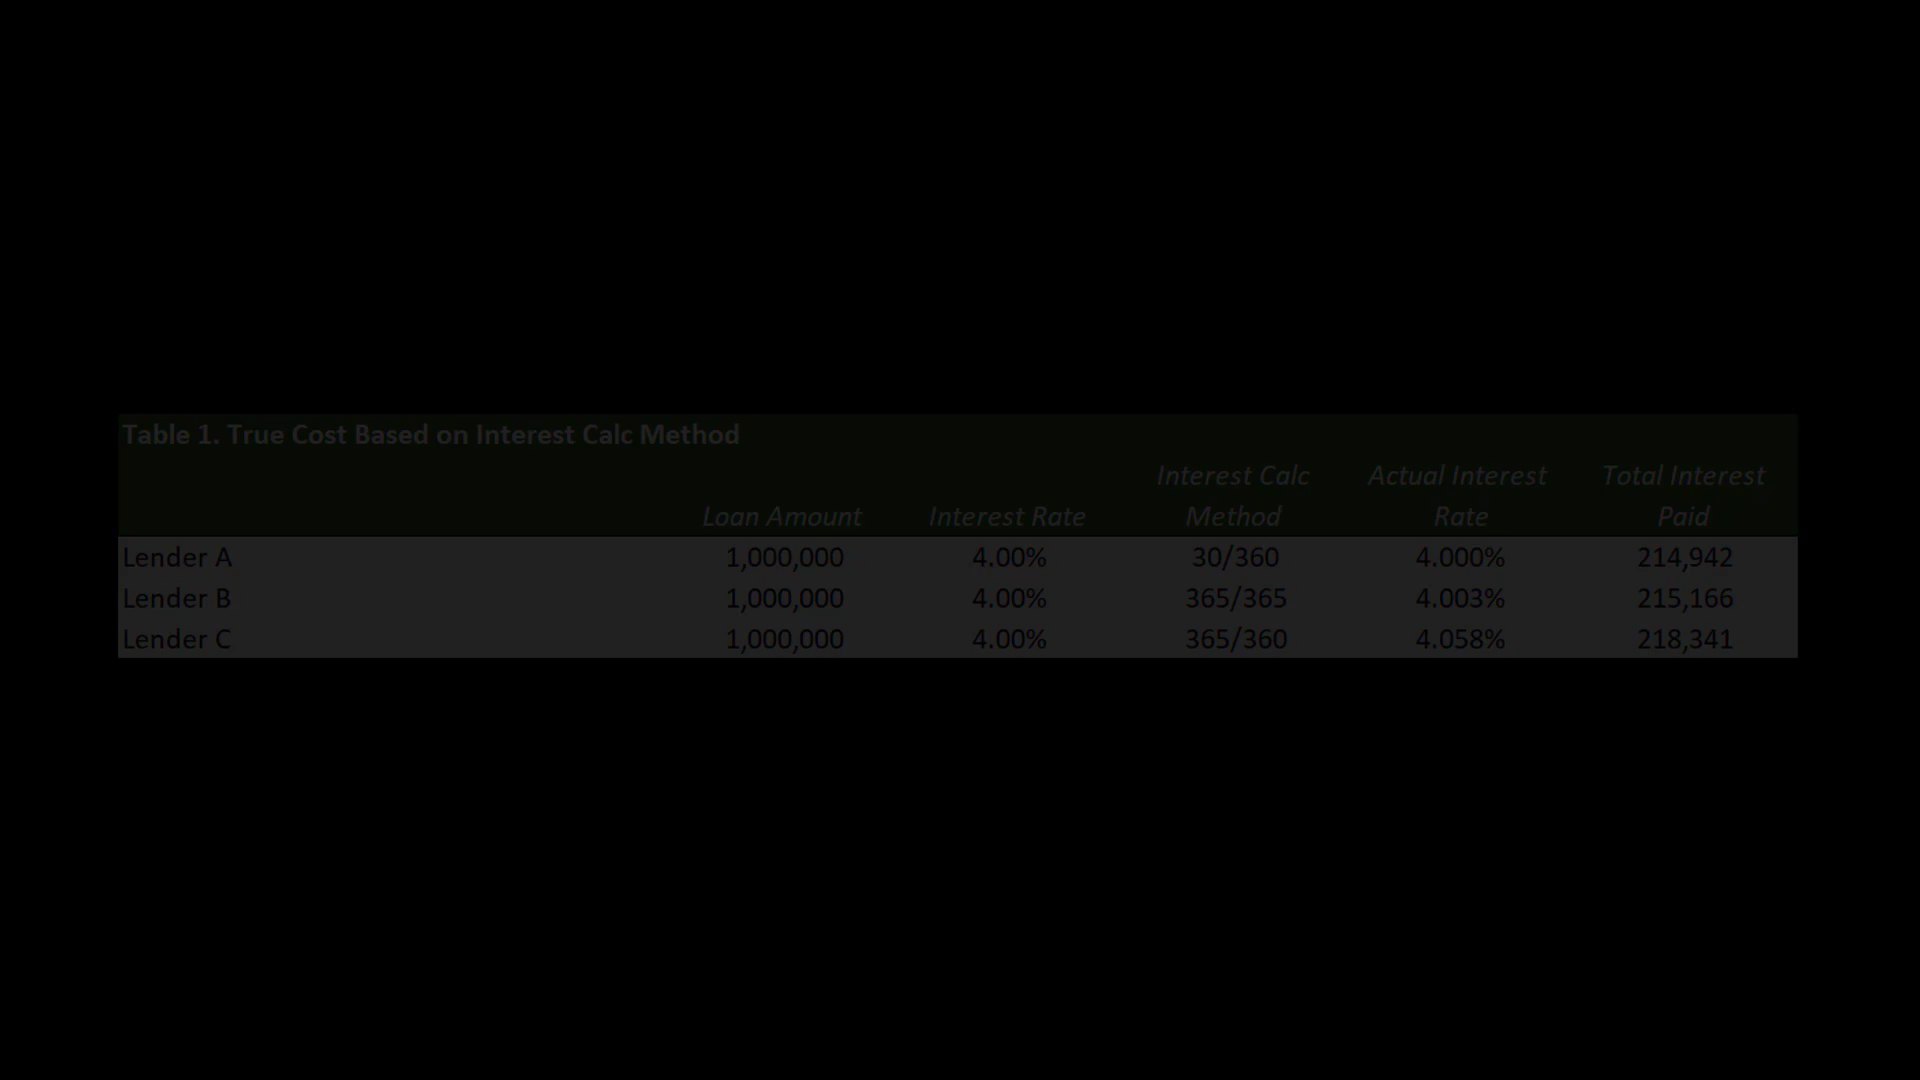 Table 1. True Cost Based on Interest Calc Method
Interest Calc Actual Interest Total Interest
Loan Amount Interest Rate Method Rate Paid
Lender A 1,000,000 4.00% 30/360 4.000% 214,942
Lender B 1,000,000 4.00% 365/365 4.003% 215,166
Lender C 1,000,000 4.00% 365/360 4.058% 218,341